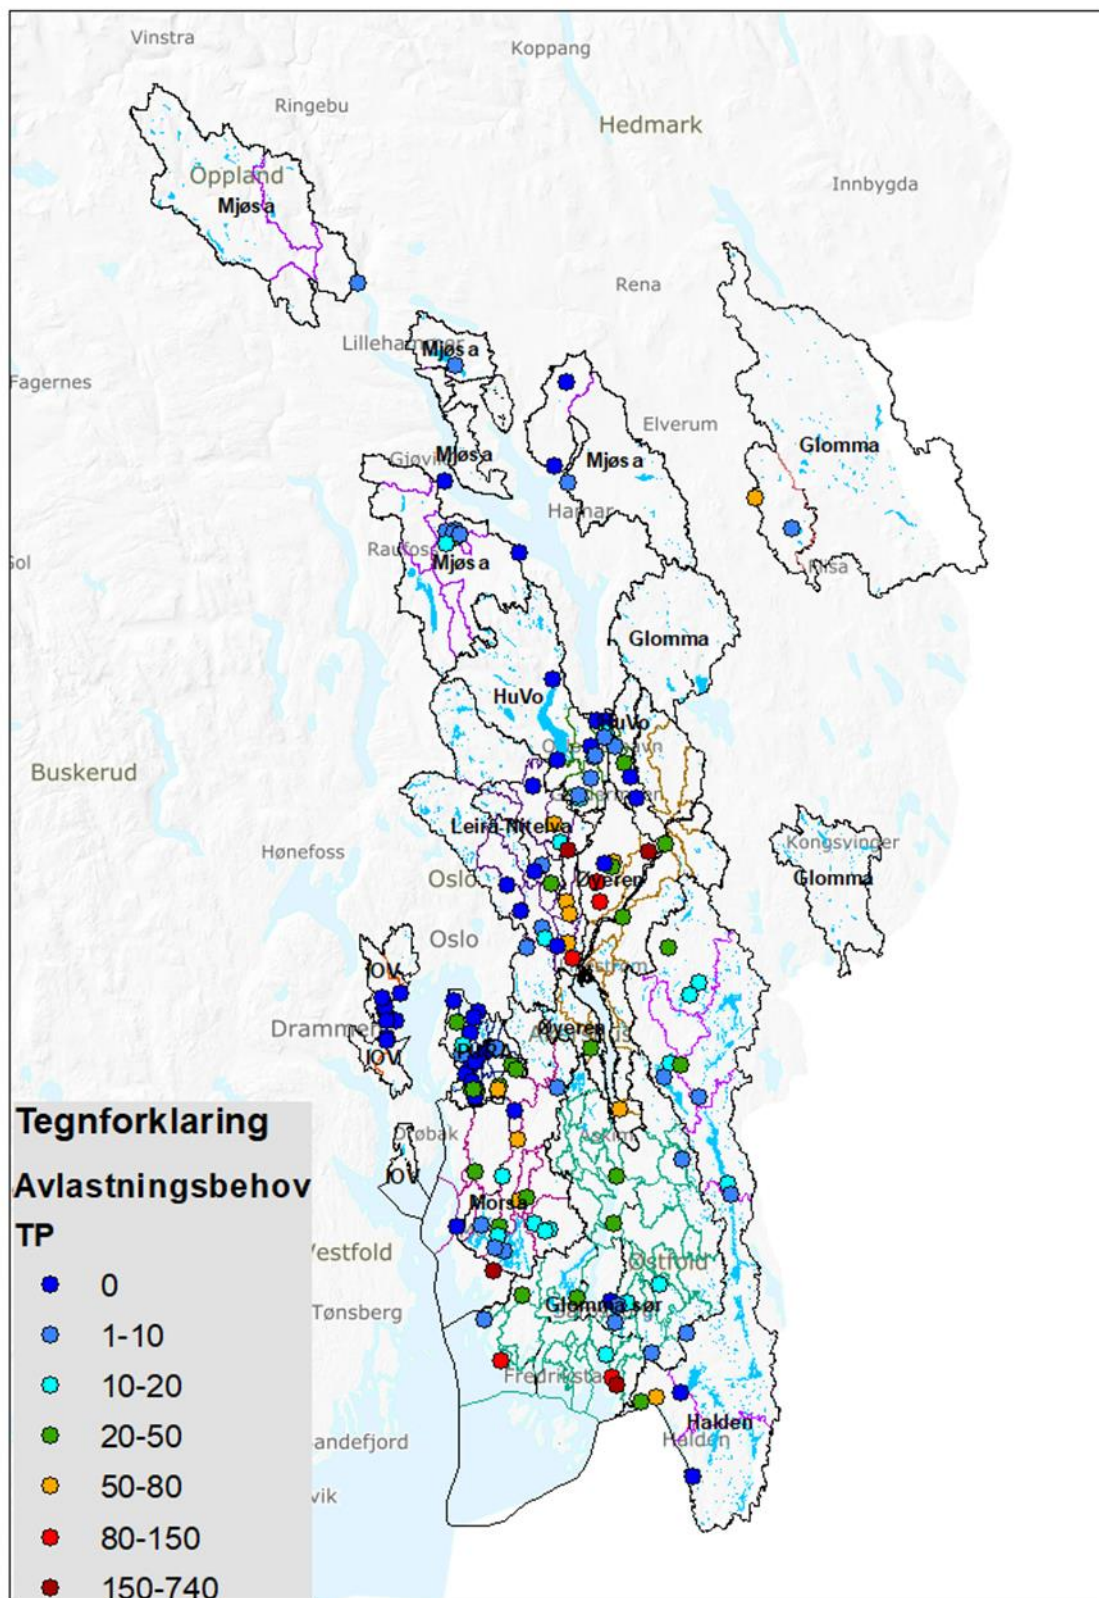 Vinstra
Koppang
Ringebu
Hedmark
Oppland
Innbygda
Mjøsa
Rena
Lillehammer
Mjøsa
Fagernes
Elverum
Glomma
Gjøvik
Mjøsa
Mjøsa
Hamar
Raufoss
Mjøsa
Flisa
Glomma
HuVo
HuVo
Buskerud
Leira-Nitelva
Kongsvinger
Hønefoss
Oslo
Øyeren
Glomma
Oslo
IOV
Drammen
Øyeren
PURA
IOV
Tegnforklaring
Drøbak
Askim
Avlastningsbehov
IOV
Morsa
TP
Østfold
0
Tønsberg
Glomma sør
1-10
Fredrikstad
10-20
Halden
20-50
Halden
50-80
80-150
150-740